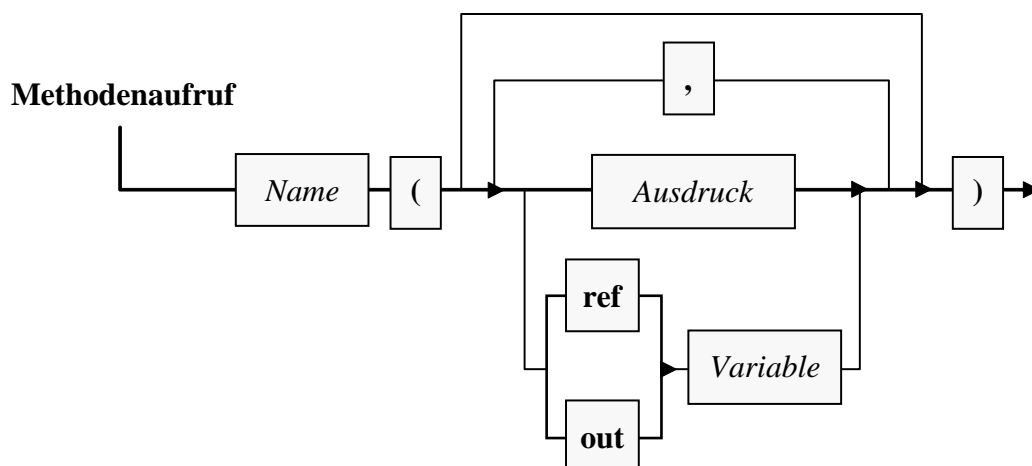 ,
Methodenaufruf
Name ( Ausdruck )
ref
Variable
out